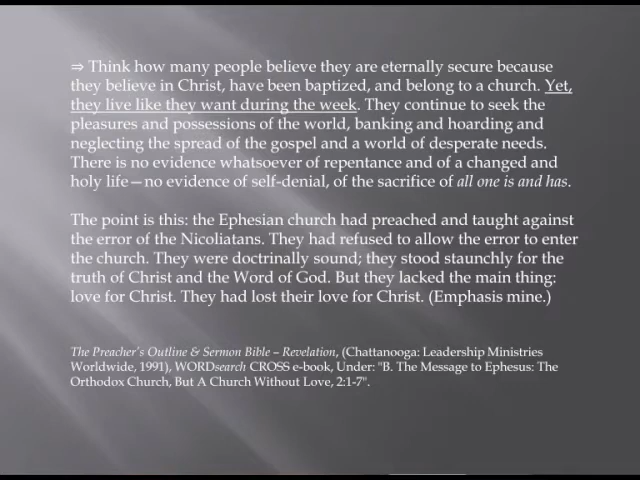 ⇒ Think how many people believe they are eternally secure because
they believe in Christ, have been baptized, and belong to a church. Yet,
they live like they want during the week. They continue to seek the
pleasures and possessions of the world, banking and hoarding and
neglecting the spread of the gospel and a world of desperate needs.
There is no evidence whatsoever of repentance and of a changed and
holy life—no evidence of self-denial, of the sacrifice of all one is and has.
The point is this: the Ephesian church had preached and taught against
the error of the Nicoliatans. They had refused to allow the error to enter
the church. They were doctrinally sound; they stood staunchly for the
truth of Christ and the Word of God. But they lacked the main thing:
love for Christ. They had lost their love for Christ. (Emphasis mine.)
The Preacher's Outline & Sermon Bible – Revelation, (Chattanooga: Leadership Ministries
Worldwide, 1991), WORDsearch CROSS e-book, Under: "B. The Message to Ephesus: The
Orthodox Church, But A Church Without Love, 2:1-7".